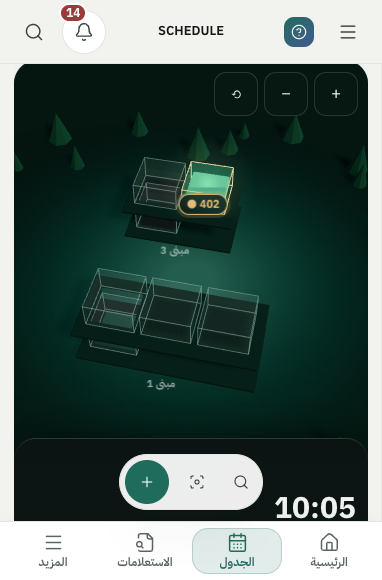 14
SCHEDULE
402
مبنى 3
مبنى 1
10:05
الرئيسية
الجدول
الاستعلامات
المزيد